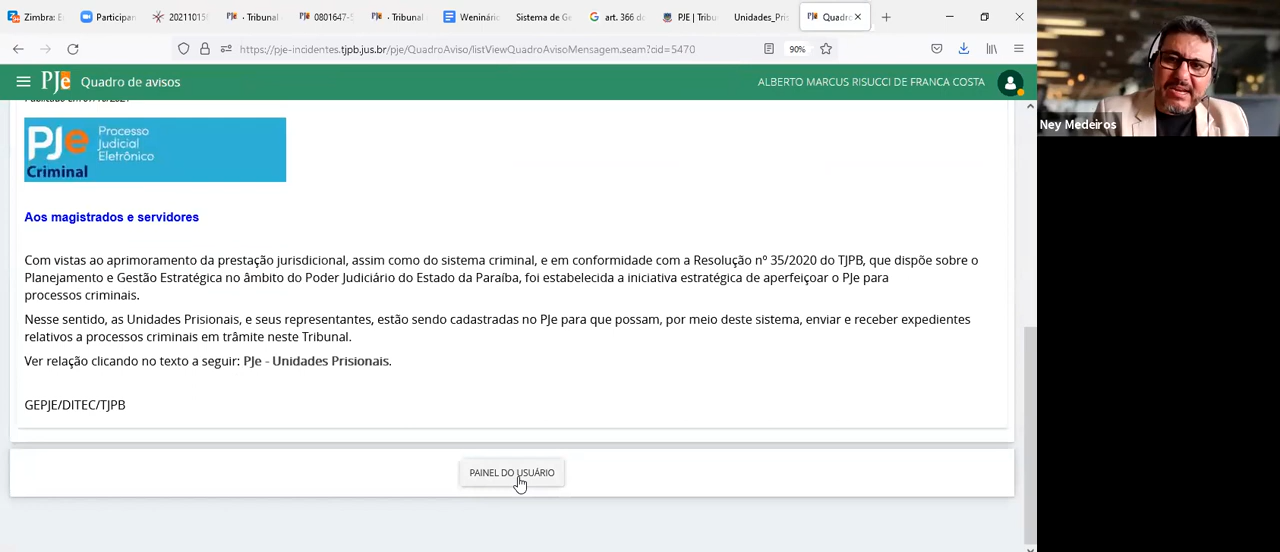 Zimbra: E
Participan
2021101510
Tribunal
0801647-5
Tribunal
Weninário
Sistema de Ge
art. 366 do
PJE | Tribu
Unidades_Pris
Quadro
https://pje-incidentes.tjpb.jus.br/pje/QuadroAviso/listViewQuadroAvisoMensagem.seam?cid=5470
90%
PJe Quadro de avisos
ALBERTO MARCUS RISUCCI DE FRANCA COSTA
Ney Medeiros
PJe Processo
Judicial
Eletrônico
Criminal
Aos magistrados e servidores
Com vistas ao aprimoramento da prestação jurisdicional, assim como do sistema criminal, e em conformidade com a Resolução nº 35/2020 do TJPB, que dispõe sobre o
Planejamento e Gestão Estratégica no âmbito do Poder Judiciário do Estado da Paraíba, foi estabelecida a iniciativa estratégica de aperfeiçoar o PJe para
processos criminais.
Nesse sentido, as Unidades Prisionais, e seus representantes, estão sendo cadastradas no PJe para que possam, por meio deste sistema, enviar e receber expedientes
relativos a processos criminais em trâmite neste Tribunal.
Ver relação clicando no texto a seguir: PJe - Unidades Prisionais.
GEPJE/DITEC/TJPB
PAINEL DO USUÁRIO